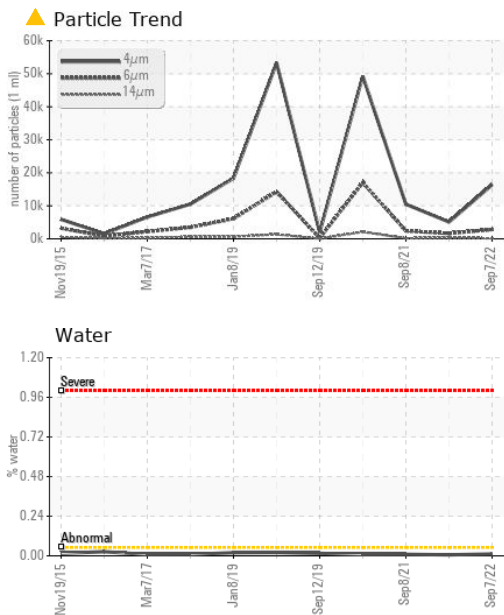 Particle Trend
number of particles (1 ml)
60k
50k
40k
30k
20k
10k
0k
4μm
6μm
14μm
Nov19/15
Mar7/17
Jan8/19
Sep12/19
Sep8/21
Sep7/22
Water
% water
1.20
0.96
0.72
0.48
0.24
0.00
Severe
Abnormal
Nov19/15
Mar7/17
Jan8/19
Sep12/19
Sep8/21
Sep7/22